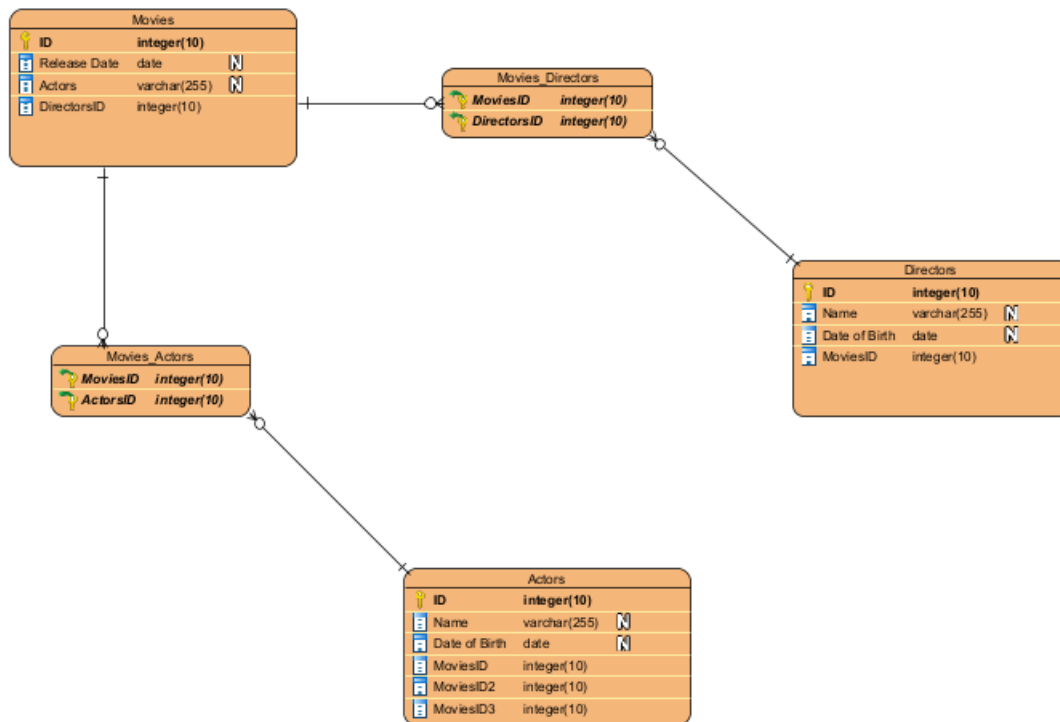 Movies
ID integer(10)
Release Date date N
Actors varchar(255) N
DirectorsID integer(10)
Movies_Directors
MoviesID integer(10)
DirectorsID integer(10)
Directors
ID integer(10)
Name varchar(255) N
Date of Birth date N
MoviesID integer(10)
Movies_Actors
MoviesID integer(10)
ActorsID integer(10)
Actors
ID integer(10)
Name varchar(255) N
Date of Birth date N
MoviesID integer(10)
MoviesID2 integer(10)
MoviesID3 integer(10)